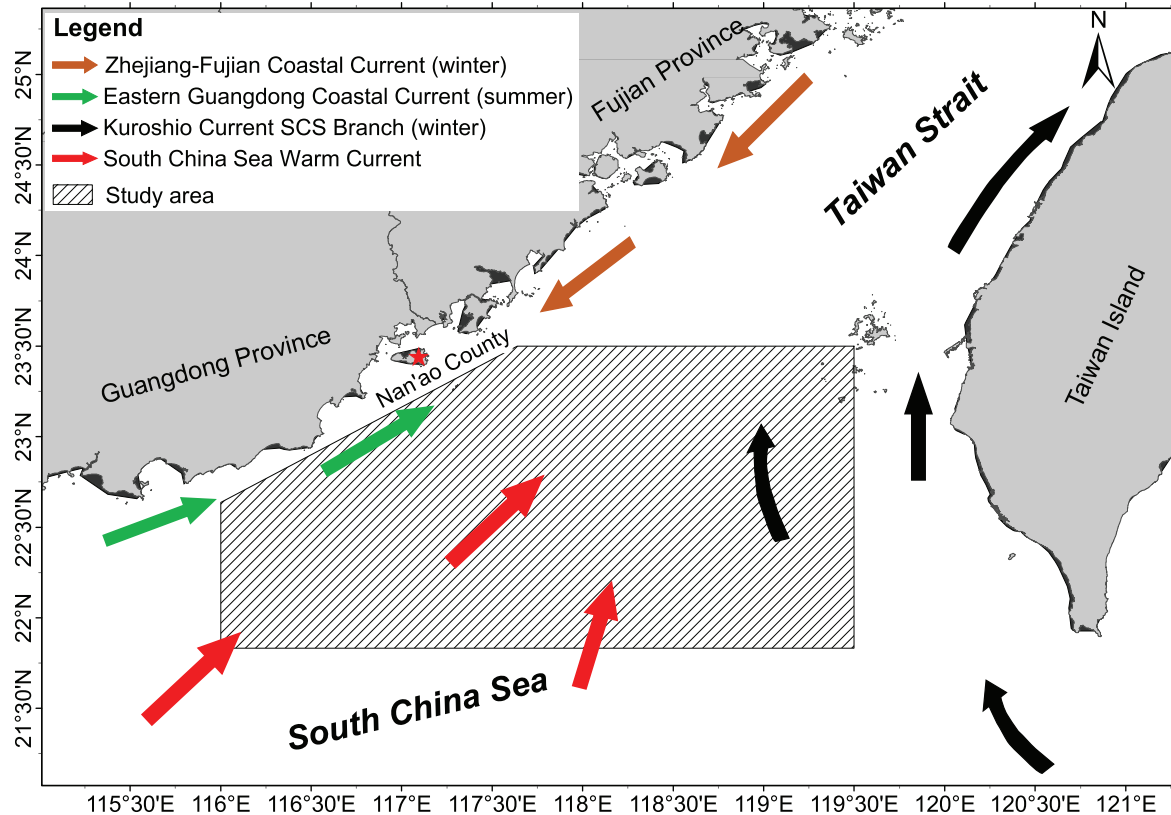 Legend
Zhejiang-Fujian Coastal Current (winter)
Eastern Guangdong Coastal Current (summer)
Kuroshio Current SCS Branch (winter)
South China Sea Warm Current
Study area
N
Fujian Province
Taiwan Strait
Guangdong Province
Nan'ao County
Taiwan Island
South China Sea
25°N
24°30'N
24°N
23°30'N
23°N
22°30'N
22°N
21°30'N
115°30'E
116°E
116°30'E
117°E
117°30'E
118°E
118°30'E
119°E
119°30'E
120°E
120°30'E
121°E